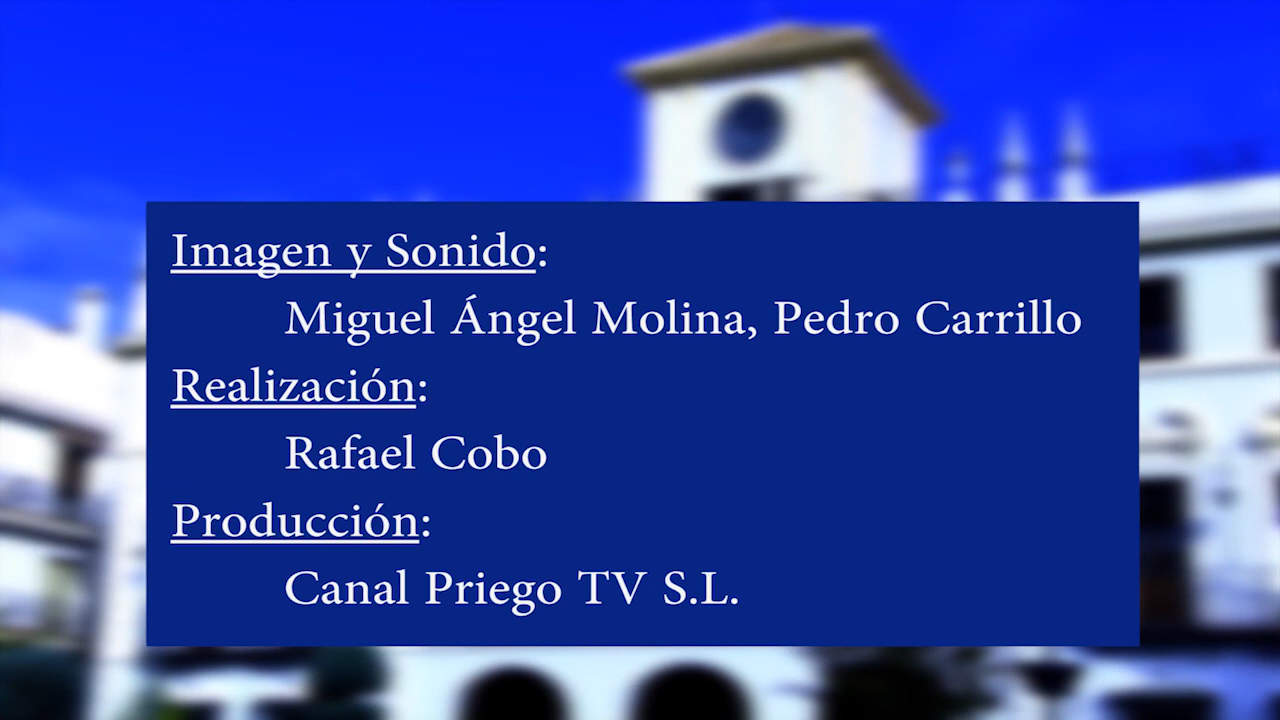 Imagen y Sonido:
Miguel Ángel Molina, Pedro Carrillo
Realización:
Rafael Cobo
Producción:
Canal Priego TV S.L.